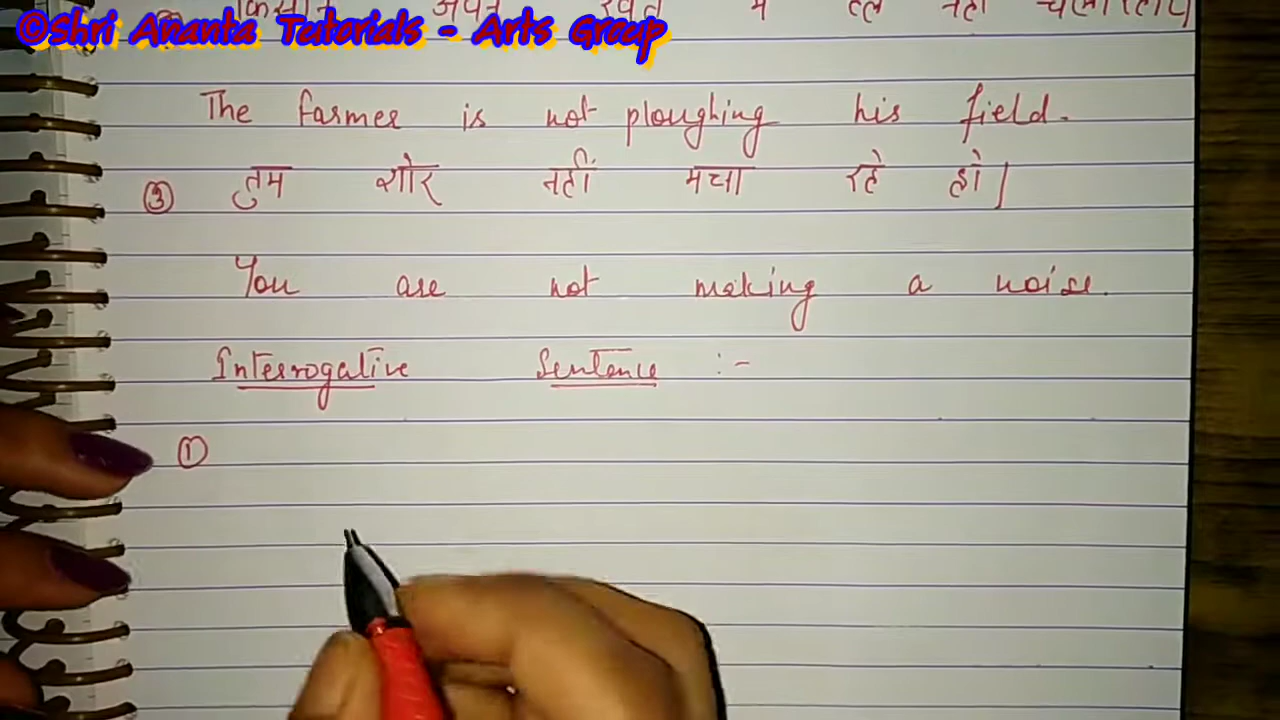 ©Shri Ananta Tutorials - Arts Group
The farmer is not ploughing his field.
③ तुम शोर नहीं मचा रहे हो।
You are not making a noise.
Interrogative Sentence :-
①